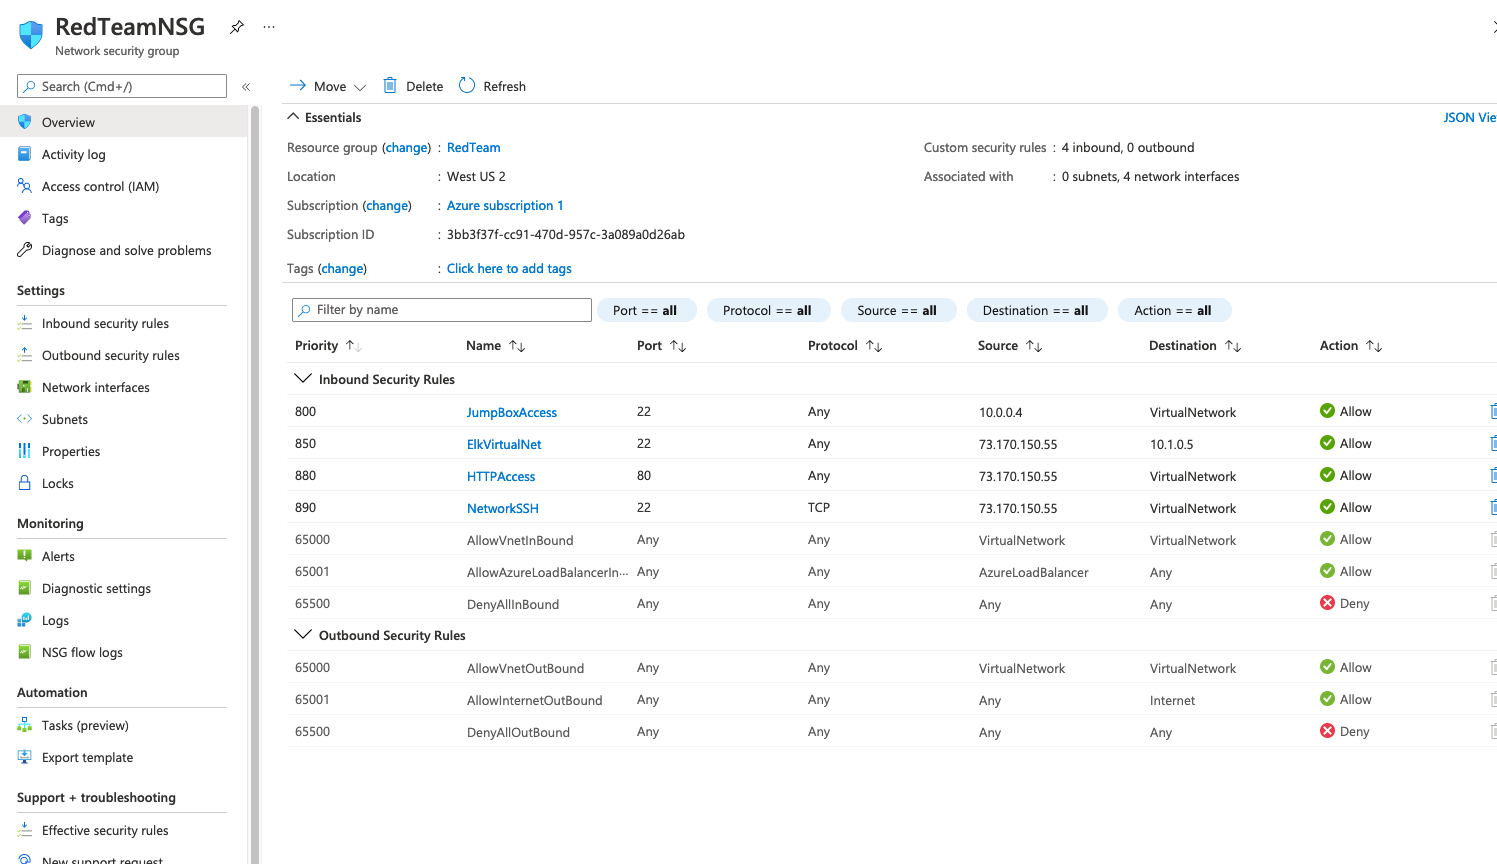 RedTeamNSG
Network security group
Search (Cmd+/)
«
Overview
Activity log
Access control (IAM)
Tags
Diagnose and solve problems
Settings
Inbound security rules
Outbound security rules
Network interfaces
Subnets
Properties
Locks
Monitoring
Alerts
Diagnostic settings
Logs
NSG flow logs
Automation
Tasks (preview)
Export template
Support + troubleshooting
Effective security rules
New support request
Move Delete Refresh
Essentials JSON Vie
Resource group (change) : RedTeam Custom security rules : 4 inbound, 0 outbound
Location : West US 2 Associated with : 0 subnets, 4 network interfaces
Subscription (change) : Azure subscription 1
Subscription ID : 3bb3f37f-cc91-470d-957c-3a089a0d26ab
Tags (change) : Click here to add tags
Filter by name Port == all Protocol == all Source == all Destination == all Action == all
Priority Name Port Protocol Source Destination Action
Inbound Security Rules
800 JumpBoxAccess 22 Any 10.0.0.4 VirtualNetwork Allow
850 ElkVirtualNet 22 Any 73.170.150.55 10.1.0.5 Allow
880 HTTPAccess 80 Any 73.170.150.55 VirtualNetwork Allow
890 NetworkSSH 22 TCP 73.170.150.55 VirtualNetwork Allow
65000 AllowVnetInBound Any Any VirtualNetwork VirtualNetwork Allow
65001 AllowAzureLoadBalancerIn··· Any Any AzureLoadBalancer Any Allow
65500 DenyAllInBound Any Any Any Any Deny
Outbound Security Rules
65000 AllowVnetOutBound Any Any VirtualNetwork VirtualNetwork Allow
65001 AllowInternetOutBound Any Any Any Internet Allow
65500 DenyAllOutBound Any Any Any Any Deny